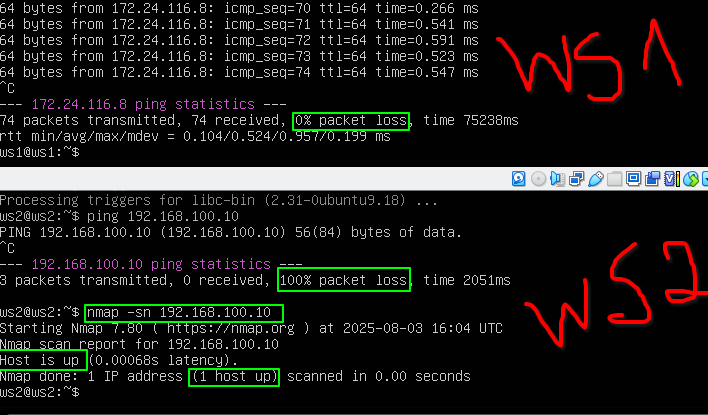 64 bytes from 172.24.116.8: icmp_seq=70 ttl=64 time=0.266 ms
64 bytes from 172.24.116.8: icmp_seq=71 ttl=64 time=0.541 ms
64 bytes from 172.24.116.8: icmp_seq=72 ttl=64 time=0.591 ms
64 bytes from 172.24.116.8: icmp_seq=73 ttl=64 time=0.523 ms
64 bytes from 172.24.116.8: icmp_seq=74 ttl=64 time=0.547 ms
^C
--- 172.24.116.8 ping statistics ---
74 packets transmitted, 74 received, 0% packet loss, time 75238ms
rtt min/avg/max/mdev = 0.104/0.524/0.957/0.199 ms
ws1@ws1:~$
WS1
Processing triggers for libc-bin (2.31-0ubuntu9.18) ...
ws2@ws2:~$ ping 192.168.100.10
PING 192.168.100.10 (192.168.100.10) 56(84) bytes of data.
^C
--- 192.168.100.10 ping statistics ---
3 packets transmitted, 0 received, 100% packet loss, time 2051ms
ws2@ws2:~$ nmap -sn 192.168.100.10
Starting Nmap 7.80 ( https://nmap.org ) at 2025-08-03 16:04 UTC
Nmap scan report for 192.168.100.10
Host is up (0.00068s latency).
Nmap done: 1 IP address (1 host up) scanned in 0.00 seconds
ws2@ws2:~$
WS2